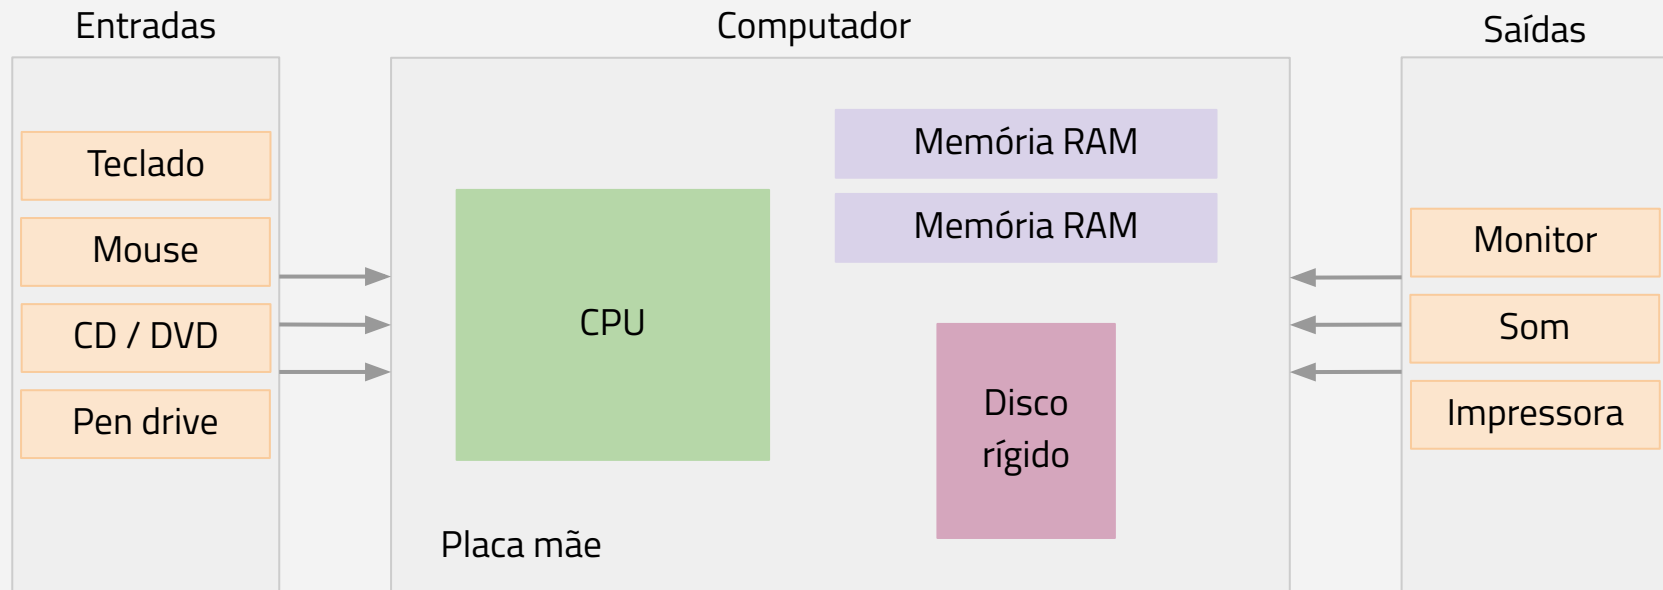 Entradas
Teclado
Mouse
CD / DVD
Pen drive
Computador
CPU
Memória RAM
Memória RAM
Disco
rígido
Placa mãe
Saídas
Monitor
Som
Impressora